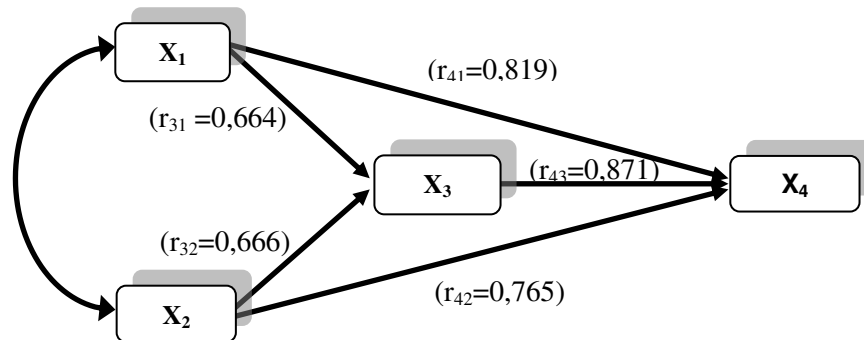 X₁
(r₄₁=0,819)
(r₃₁ =0,664)
X₃
(r₄₃=0,871)
X₄
(r₃₂=0,666)
(r₄₂=0,765)
X₂